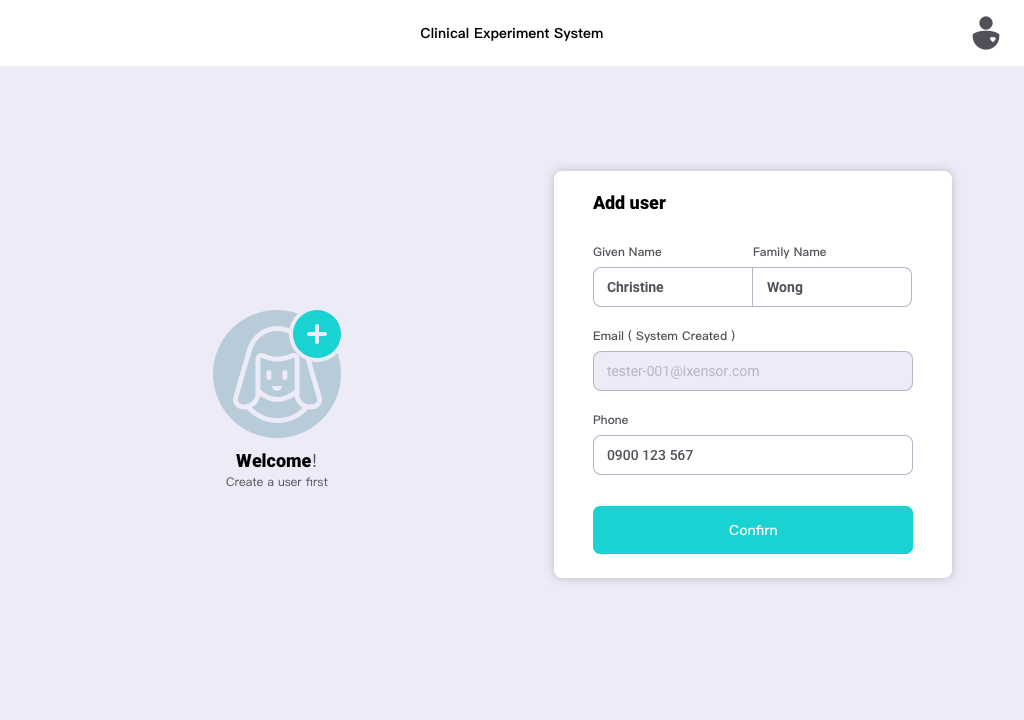 Clinical Experiment System
Welcome!
Create a user first
Add user
Given Name Family Name
Christine Wong
Email ( System Created )
tester-001@ixensor.com
Phone
0900 123 567
Confirn